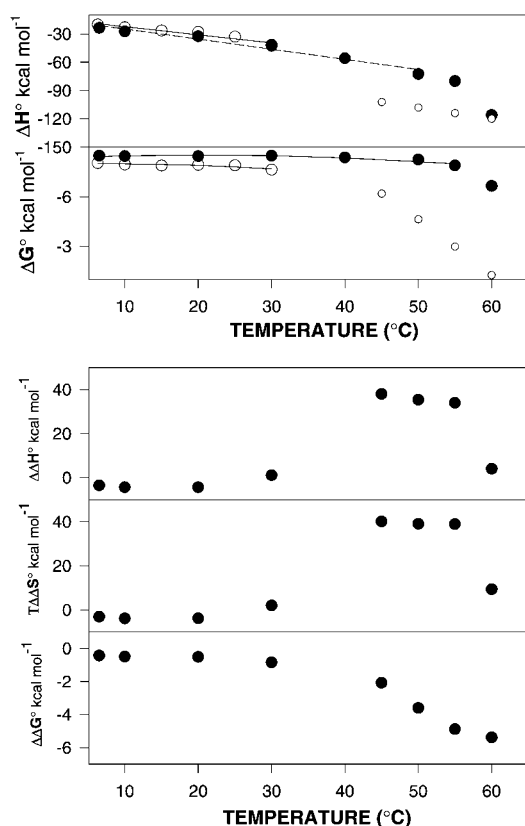 ΔH° kcal mol⁻¹
-30
-60
-90
-120
-150
ΔG° kcal mol⁻¹
-6
-3
10 20 30 40 50 60
TEMPERATURE (°C)
ΔΔH° kcal mol⁻¹
40
20
0
TΔΔS° kcal mol⁻¹
40
20
0
ΔΔG° kcal mol⁻¹
0
-2
-4
-6
10 20 30 40 50 60
TEMPERATURE (°C)